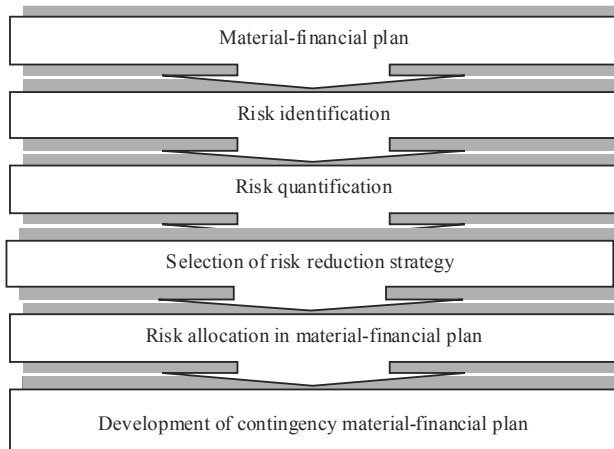 Material-financial plan
Risk identification
Risk quantification
Selection of risk reduction strategy
Risk allocation in material-financial plan
Development of contingency material-financial plan